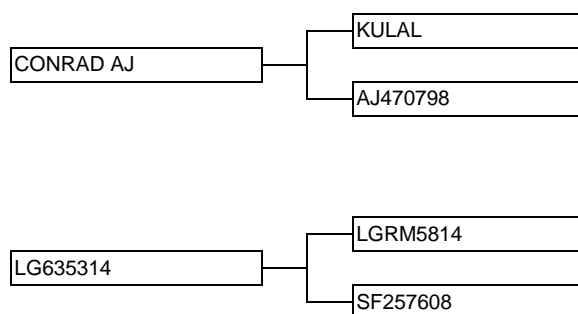 KULAL
CONRAD AJ
AJ470798
LGRM5814
LG635314
SF257608